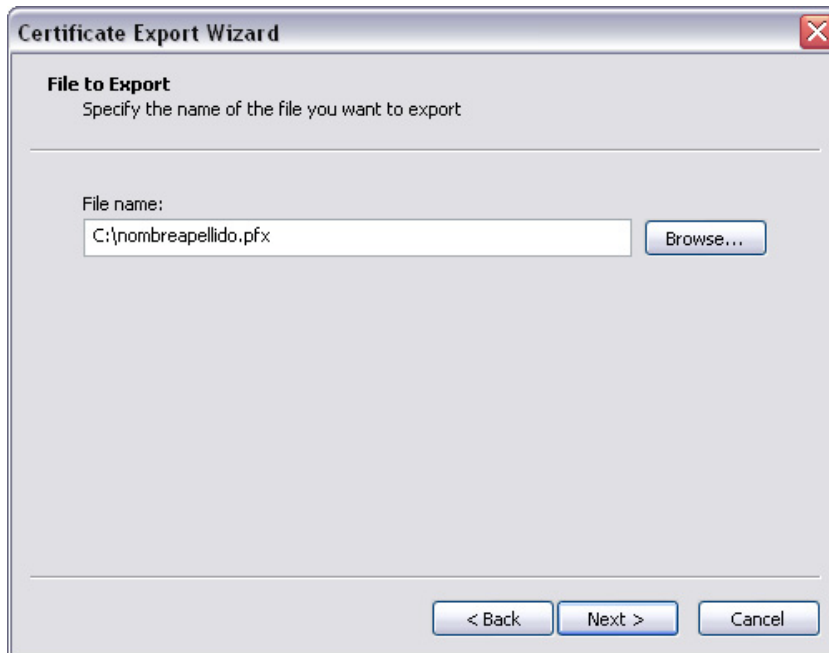 Certificate Export Wizard
File to Export
Specify the name of the file you want to export
File name:
C:\nombreapellido.pfx
Browse...
< Back Next > Cancel